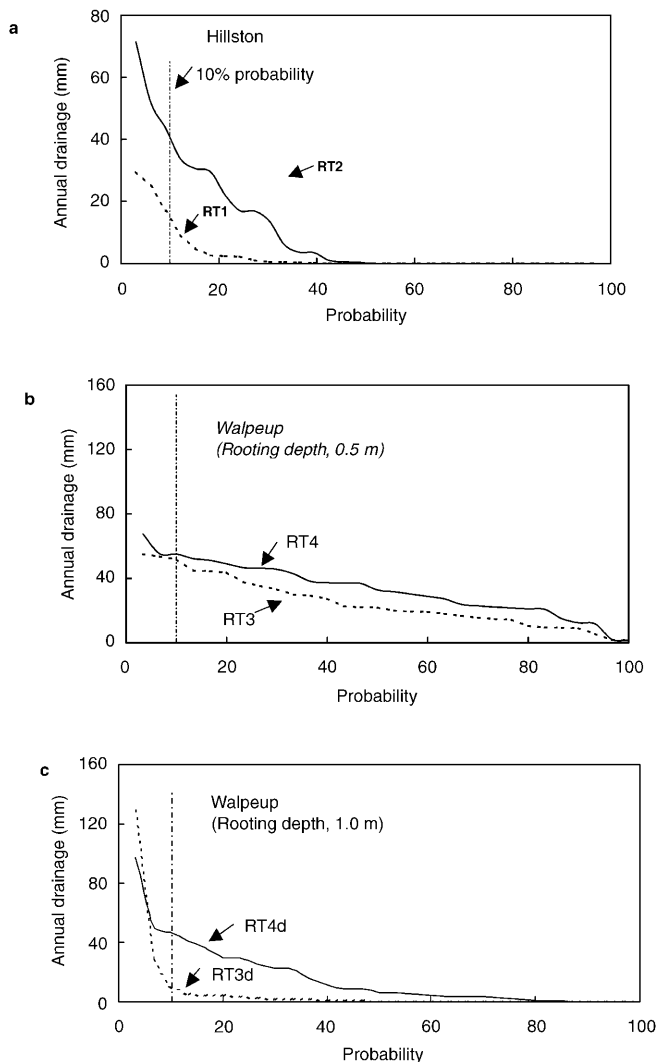 a
80
60
40
20
0
Annual drainage (mm)
Hillston
10% probability
RT2
RT1
0 20 40 60 80 100
Probability
b
160
120
80
40
0
Annual drainage (mm)
Walpeup
(Rooting depth, 0.5 m)
RT4
RT3
0 20 40 60 80 100
Probability
c
160
120
80
40
0
Annual drainage (mm)
Walpeup
(Rooting depth, 1.0 m)
RT4d
RT3d
0 20 40 60 80 100
Probability